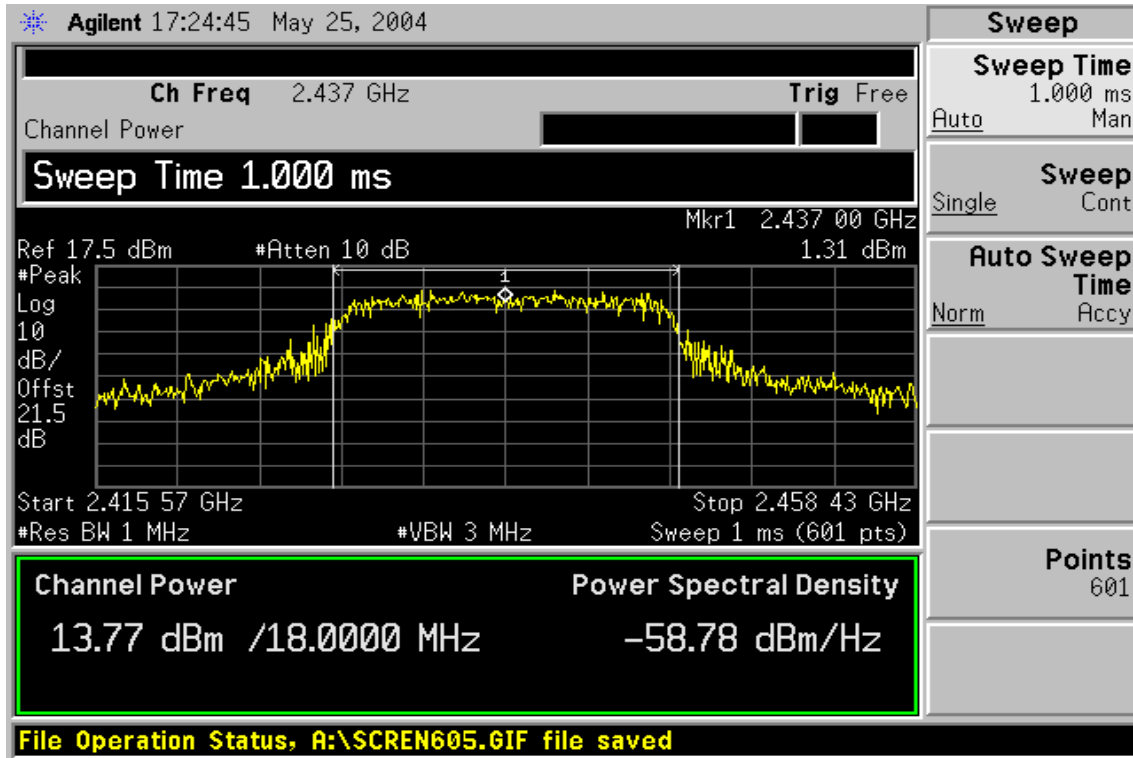 Agilent 17:24:45 May 25, 2004
Sweep
Ch Freq 2.437 GHz
Trig Free
Channel Power
Sweep Time 1.000 ms
Mkr1 2.437 00 GHz
Ref 17.5 dBm #Atten 10 dB 1.31 dBm
#Peak
Log
10
dB/
Offst
21.5
dB
1
Start 2.415 57 GHz Stop 2.458 43 GHz
#Res BW 1 MHz #VBW 3 MHz Sweep 1 ms (601 pts)
Channel Power Power Spectral Density
13.77 dBm /18.0000 MHz -58.78 dBm/Hz
File Operation Status, A:\SCREN605.GIF file saved
Sweep Time
1.000 ms
Auto Man
Sweep
Single Cont
Auto Sweep
Time
Norm Accy
Points
601